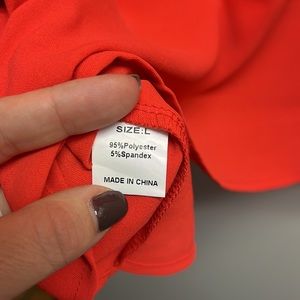 SIZE:L
95%Polyester
5%Spandex
MADE IN CHINA